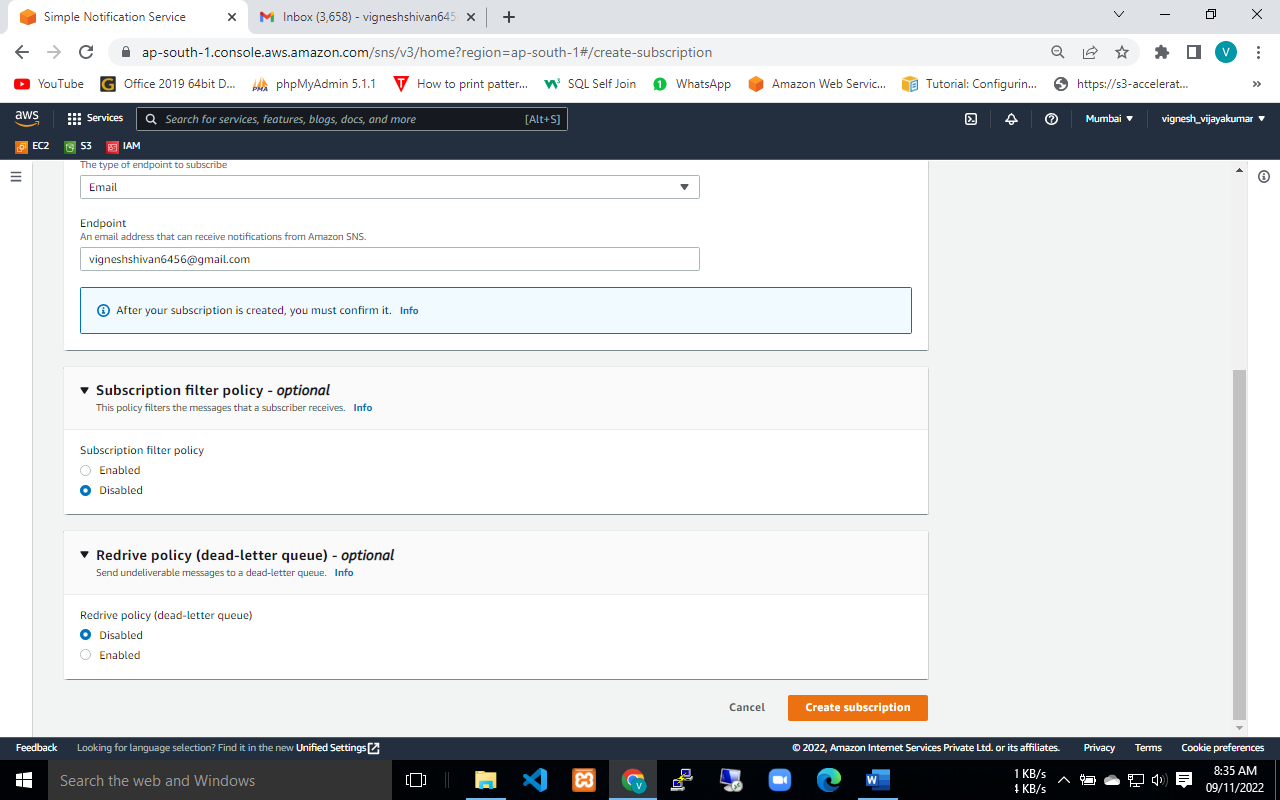 Simple Notification Service
Inbox (3,658) - vigneshshivan645
ap-south-1.console.aws.amazon.com/sns/v3/home?region=ap-south-1#/create-subscription
V
YouTube
Office 2019 64bit D...
phpMyAdmin 5.1.1
How to print patter...
SQL Self Join
WhatsApp
Amazon Web Servic...
Tutorial: Configurin...
https://s3-accelerat...
aws
Services
Search for services, features, blogs, docs, and more
[Alt+S]
Mumbai
vignesh_vijayakumar
EC2
S3
IAM
The type of endpoint to subscribe
Email
Endpoint
An email address that can receive notifications from Amazon SNS.
vigneshshivan6456@gmail.com
After your subscription is created, you must confirm it. Info
Subscription filter policy - optional
This policy filters the messages that a subscriber receives. Info
Subscription filter policy
Enabled
Disabled
Redrive policy (dead-letter queue) - optional
Send undeliverable messages to a dead-letter queue. Info
Redrive policy (dead-letter queue)
Disabled
Enabled
Cancel
Create subscription
Feedback
Looking for language selection? Find it in the new Unified Settings
© 2022, Amazon Internet Services Private Ltd. or its affiliates.
Privacy
Terms
Cookie preferences
Search the web and Windows
1 KB/s
8:35 AM
09/11/2022